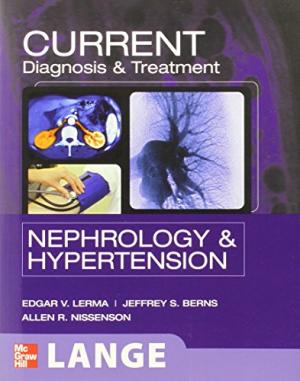 CURRENT
Diagnosis & Treatment
NEPHROLOGY &
HYPERTENSION
EDGAR V. LERMA | JEFFREY S. BERNS
ALLEN R. NISSENSON
Mc
Graw
Hill
LANGE